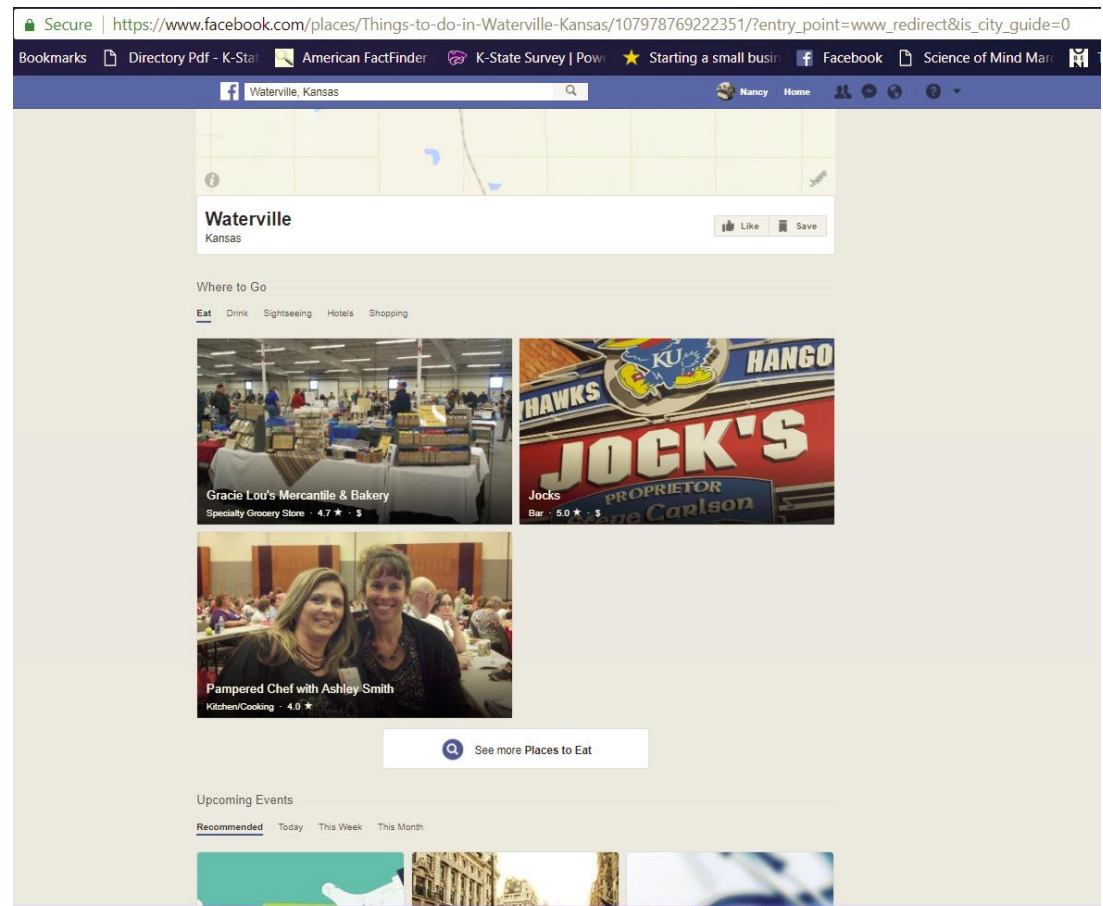 Secure | https://www.facebook.com/places/Things-to-do-in-Waterville-Kansas/107978769222351/?entry_point=www_redirect&is_city_guide=0
Bookmarks Directory Pdf - K-Stat American FactFinder K-State Survey | Powe Starting a small busin Facebook Science of Mind Marc
Waterville, Kansas Nancy Home
Waterville
Kansas
Like Save
Where to Go
Eat Drink Sightseeing Hotels Shopping
KU
HANGO
YHAWKS
JOCK'S
PROPRIETOR
Steve Carlson
Gracie Lou's Mercantile & Bakery
Specialty Grocery Store · 4.7 ★ · $
Jocks
Bar · 5.0 ★ · $
Pampered Chef with Ashley Smith
Kitchen/Cooking · 4.0 ★
See more Places to Eat
Upcoming Events
Recommended Today This Week This Month